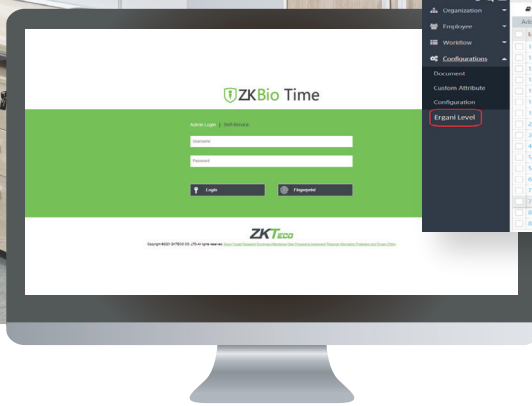 ZKBio Time
Admin Login | Self-Service
Username
Password
Login
Fingerprint
ZKTECO
Organization
Employee
Workflow
Configurations
Document
Custom Attribute
Configuration
Ergani Level